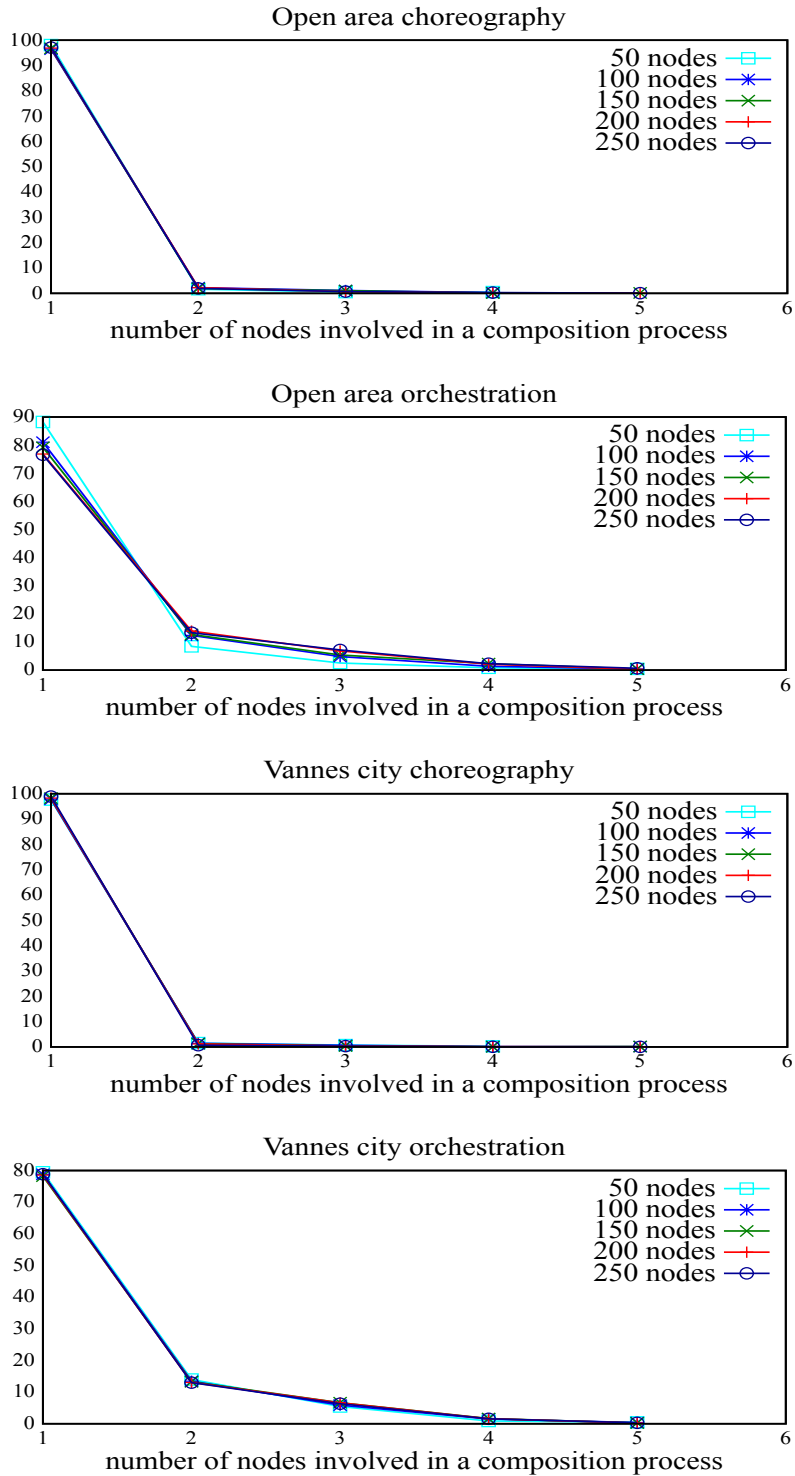 Open area choreography
100
90
80
70
60
50
40
30
20
10
0
50 nodes
100 nodes
150 nodes
200 nodes
250 nodes
1 2 3 4 5 6
number of nodes involved in a composition process
Open area orchestration
90
80
70
60
50
40
30
20
10
0
50 nodes
100 nodes
150 nodes
200 nodes
250 nodes
1 2 3 4 5 6
number of nodes involved in a composition process
Vannes city choreography
100
90
80
70
60
50
40
30
20
10
0
50 nodes
100 nodes
150 nodes
200 nodes
250 nodes
1 2 3 4 5 6
number of nodes involved in a composition process
Vannes city orchestration
80
70
60
50
40
30
20
10
0
50 nodes
100 nodes
150 nodes
200 nodes
250 nodes
1 2 3 4 5 6
number of nodes involved in a composition process